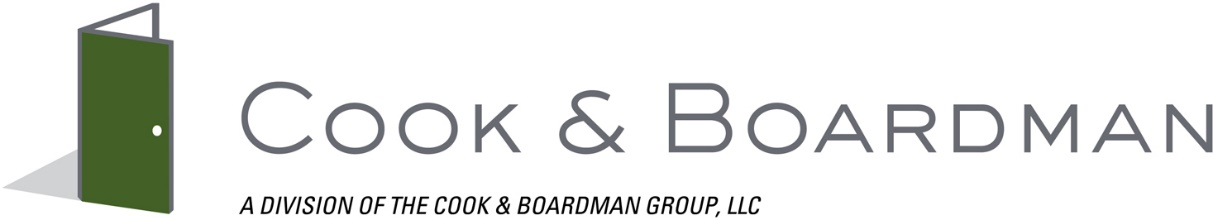 COOK & BOARDMAN
A DIVISION OF THE COOK & BOARDMAN GROUP, LLC